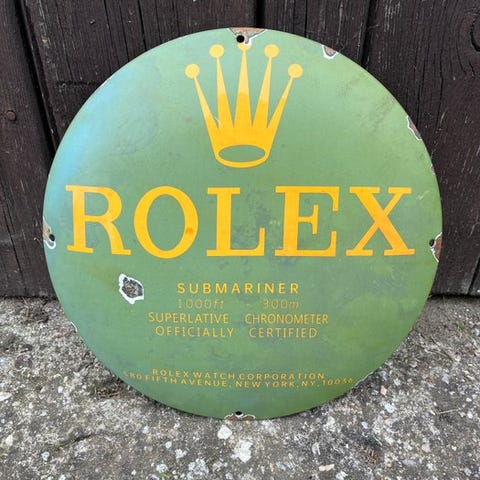 ROLEX
SUBMARINER
1000ft - 300m
SUPERLATIVE CHRONOMETER
OFFICIALLY CERTIFIED
ROLEX WATCH CORPORATION
580 FIFTH AVENUE, NEW YORK, NY, 10036